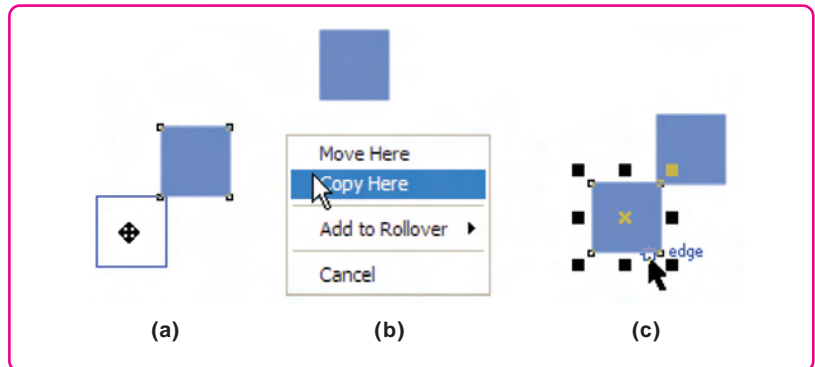 Move Here
Copy Here
Add to Rollover
Cancel
edge
(a) (b) (c)